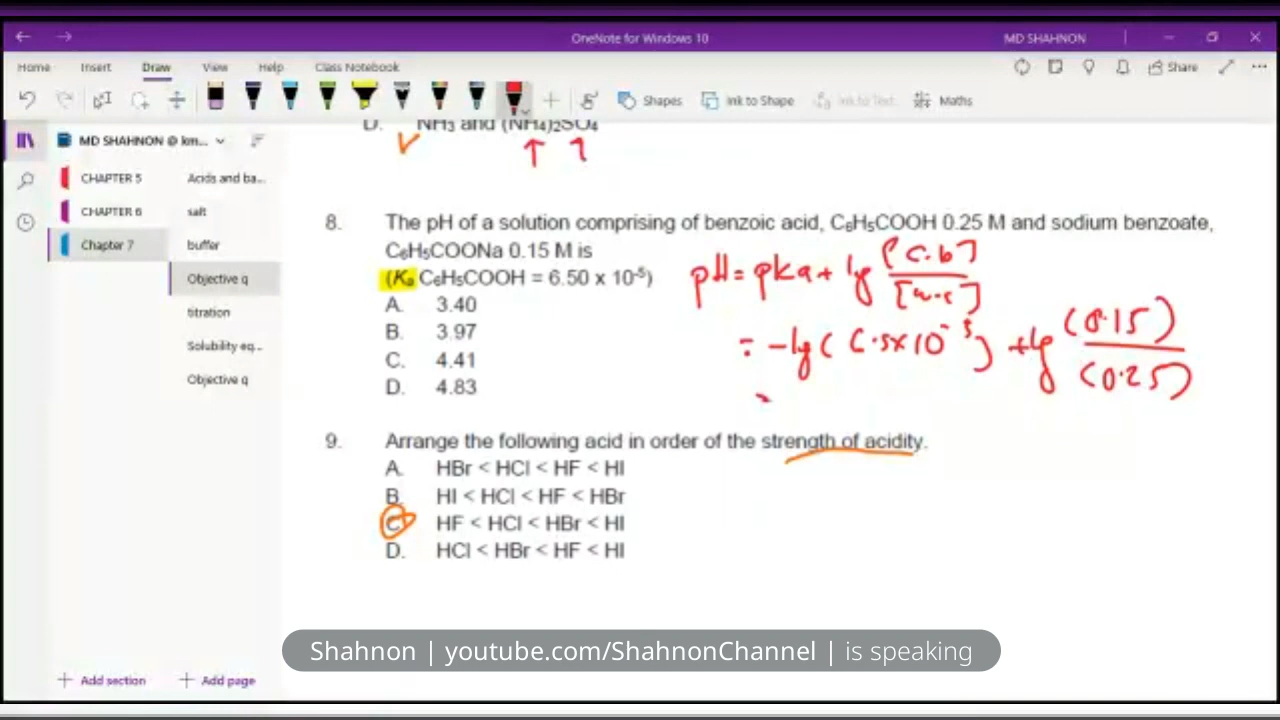 OneNote for Windows 10
MD SHAHNON
Home Insert Draw View Help Class Notebook
Share
Shapes Ink to Shape Ink to Text Maths
MD SHAHNON @ km...
CHAPTER 5
CHAPTER 6
Chapter 7
Acids and ba...
salt
buffer
Objective q
titration
Solubility eq...
Objective q
Add section
Add page
D. NH3 and (NH4)2SO4
8. The pH of a solution comprising of benzoic acid, C6H5COOH 0.25 M and sodium benzoate,
C6H5COONa 0.15 M is
(Ka C6H5COOH = 6.50 x 10-5)
A. 3.40
B. 3.97
C. 4.41
D. 4.83
pH = pka + lg [c.b]
= -lg( 6.5x10-5) + lg (0.15)
(0.25)
9. Arrange the following acid in order of the strength of acidity.
A. HBr < HCl < HF < HI
B. HI < HCl < HF < HBr
C. HF < HCl < HBr < HI
D. HCl < HBr < HF < HI
Shahnon | youtube.com/ShahnonChannel | is speaking